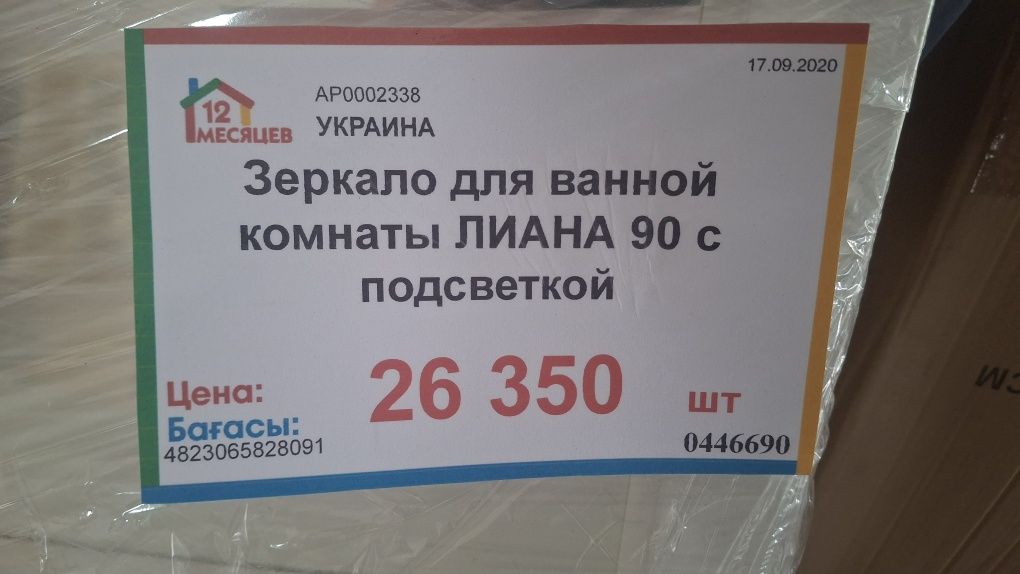 17.09.2020
12
МЕСЯЦЕВ
АР0002338
УКРАИНА
Зеркало для ванной
комнаты ЛИАНА 90 с
подсветкой
Цена:
Бағасы:
26 350 шт
4823065828091
0446690